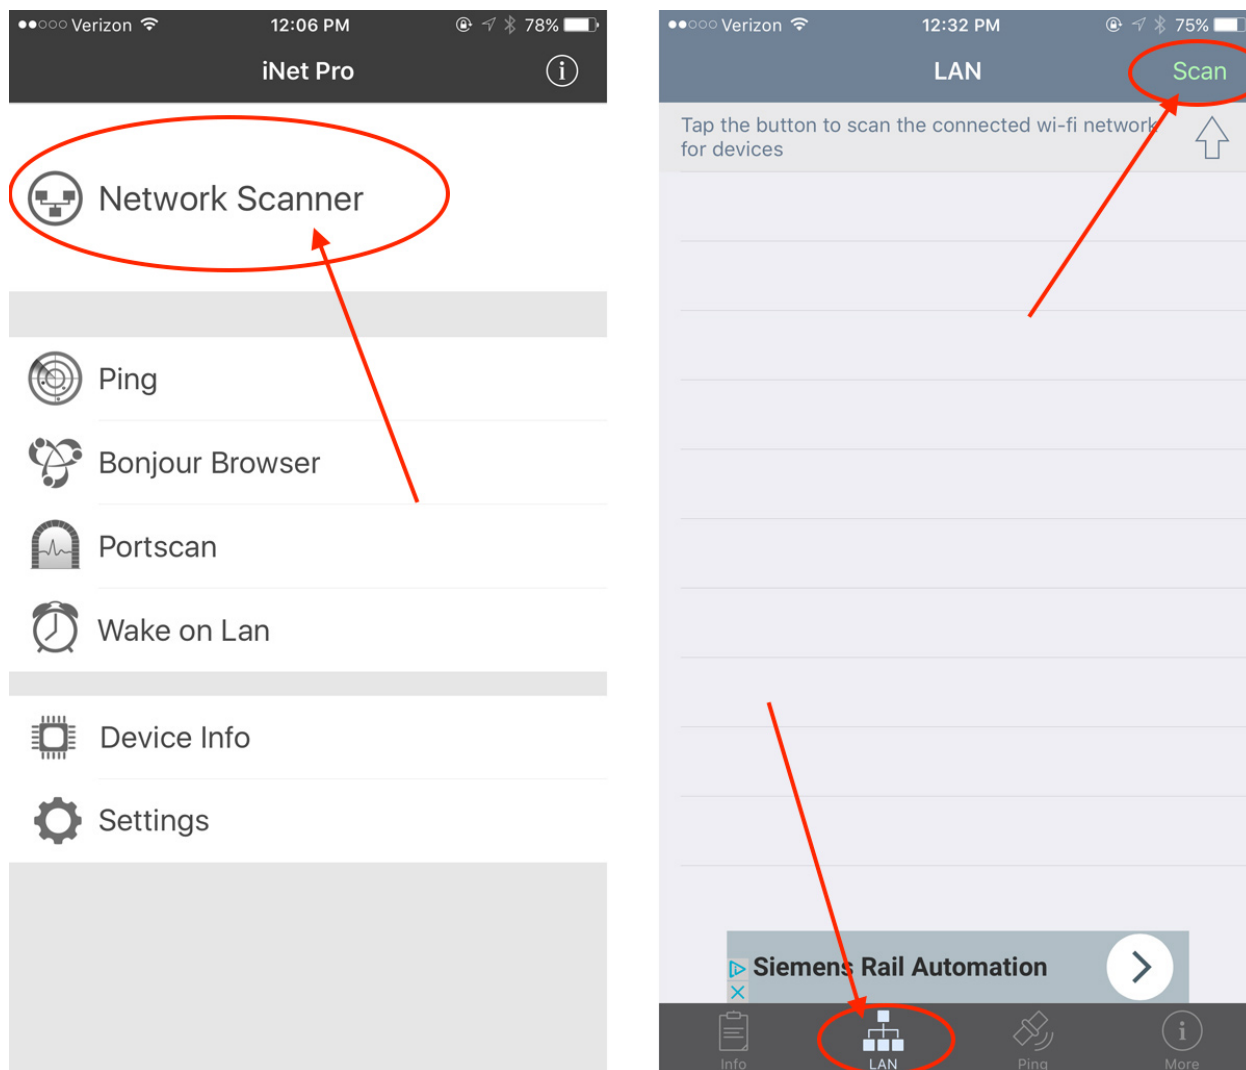 Verizon 12:06 PM 78%
iNet Pro
Network Scanner
Ping
Bonjour Browser
Portscan
Wake on Lan
Device Info
Settings
Verizon 12:32 PM 75%
LAN Scan
Tap the button to scan the connected wi-fi network
for devices
Siemens Rail Automation
Info LAN Ping More